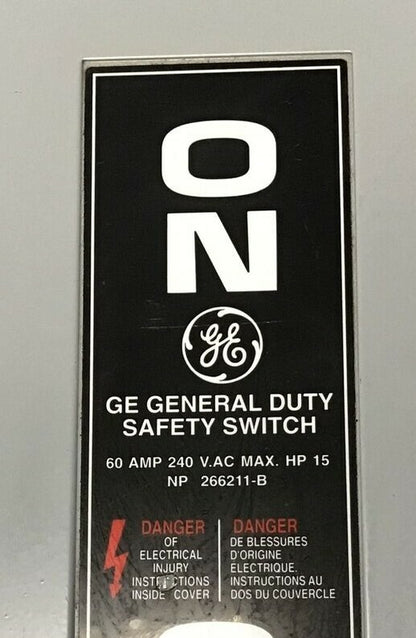 O
N
GE
GE GENERAL DUTY
SAFETY SWITCH
60 AMP 240 V.AC MAX. HP 15
NP 266211-B
DANGER
OF
ELECTRICAL
INJURY
INSTRUCTIONS
INSIDE COVER
DANGER
DE BLESSURES
D'ORIGINE
ELECTRIQUE.
INSTRUCTIONS AU
DOS DU COUVERCLE